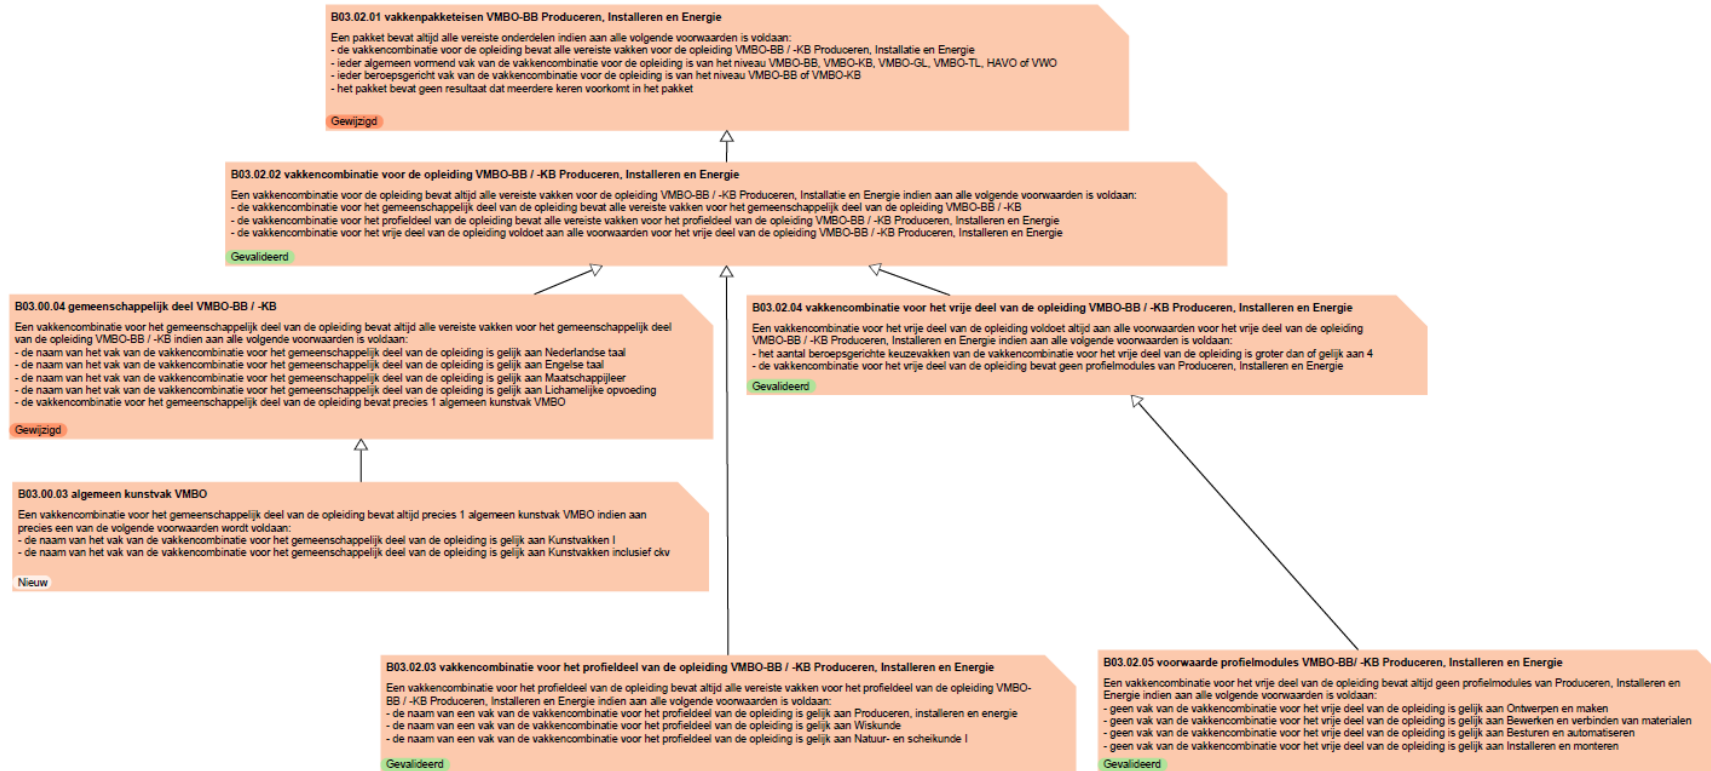 B03.02.01 vakkenpakketeisen VMBO-BB Produceren, Installeren en Energie
Een pakket bevat altijd alle vereiste onderdelen indien aan alle volgende voorwaarden is voldaan:
- de vakkencombinatie voor de opleiding bevat alle vereiste vakken voor de opleiding VMBO-BB / -KB Produceren, Installatie en Energie
- ieder algemeen vormend vak van de vakkencombinatie voor de opleiding is van het niveau VMBO-BB, VMBO-KB, VMBO-GL, VMBO-TL, HAVO of VWO
- ieder beroepsgericht vak van de vakkencombinatie voor de opleiding is van het niveau VMBO-BB of VMBO-KB
- het pakket bevat geen resultaat dat meerdere keren voorkomt in het pakket
Gewijzigd
B03.02.02 vakkencombinatie voor de opleiding VMBO-BB / -KB Produceren, Installeren en Energie
Een vakkencombinatie voor de opleiding bevat altijd alle vereiste vakken voor de opleiding VMBO-BB / -KB Produceren, Installatie en Energie indien aan alle volgende voorwaarden is voldaan:
- de vakkencombinatie voor het gemeenschappelijk deel van de opleiding bevat alle vereiste vakken voor het gemeenschappelijk deel van de opleiding VMBO-BB / -KB
- de vakkencombinatie voor het profieldeel van de opleiding bevat alle vereiste vakken voor het profieldeel van de opleiding VMBO-BB / -KB Produceren, Installeren en Energie
- de vakkencombinatie voor het vrije deel van de opleiding voldoet aan alle voorwaarden voor het vrije deel van de opleiding VMBO-BB / -KB Produceren, Installeren en Energie
Gevalideerd
B03.00.04 gemeenschappelijk deel VMBO-BB / -KB
Een vakkencombinatie voor het gemeenschappelijk deel van de opleiding bevat altijd alle vereiste vakken voor het gemeenschappelijk deel
van de opleiding VMBO-BB / -KB indien aan alle volgende voorwaarden is voldaan:
- de naam van het vak van de vakkencombinatie voor het gemeenschappelijk deel van de opleiding is gelijk aan Nederlandse taal
- de naam van het vak van de vakkencombinatie voor het gemeenschappelijk deel van de opleiding is gelijk aan Engelse taal
- de naam van het vak van de vakkencombinatie voor het gemeenschappelijk deel van de opleiding is gelijk aan Maatschappijleer
- de naam van het vak van de vakkencombinatie voor het gemeenschappelijk deel van de opleiding is gelijk aan Lichamelijke opvoeding
- de vakkencombinatie voor het gemeenschappelijk deel van de opleiding bevat precies 1 algemeen kunstvak VMBO
Gewijzigd
B03.02.04 vakkencombinatie voor het vrije deel van de opleiding VMBO-BB / -KB Produceren, Installeren en Energie
Een vakkencombinatie voor het vrije deel van de opleiding voldoet altijd aan alle voorwaarden voor het vrije deel van de opleiding
VMBO-BB / -KB Produceren, Installeren en Energie indien aan alle volgende voorwaarden is voldaan:
- het aantal beroepsgerichte keuzevakken van de vakkencombinatie voor het vrije deel van de opleiding is groter dan of gelijk aan 4
- de vakkencombinatie voor het vrije deel van de opleiding bevat geen profielmodules van Produceren, Installeren en Energie
Gevalideerd
B03.00.03 algemeen kunstvak VMBO
Een vakkencombinatie voor het gemeenschappelijk deel van de opleiding bevat altijd precies 1 algemeen kunstvak VMBO indien aan
precies een van de volgende voorwaarden wordt voldaan:
- de naam van het vak van de vakkencombinatie voor het gemeenschappelijk deel van de opleiding is gelijk aan Kunstvakken I
- de naam van het vak van de vakkencombinatie voor het gemeenschappelijk deel van de opleiding is gelijk aan Kunstvakken inclusief ckv
Nieuw
B03.02.03 vakkencombinatie voor het profieldeel van de opleiding VMBO-BB / -KB Produceren, Installeren en Energie
Een vakkencombinatie voor het profieldeel van de opleiding bevat altijd alle vereiste vakken voor het profieldeel van de opleiding VMBO-
BB / -KB Produceren, Installeren en Energie indien aan alle volgende voorwaarden is voldaan:
- de naam van een vak van de vakkencombinatie voor het profieldeel van de opleiding is gelijk aan Produceren, installeren en energie
- de naam van een vak van de vakkencombinatie voor het profieldeel van de opleiding is gelijk aan Wiskunde
- de naam van een vak van de vakkencombinatie voor het profieldeel van de opleiding is gelijk aan Natuur- en scheikunde I
Gevalideerd
B03.02.05 voorwaarde profielmodules VMBO-BB/ -KB Produceren, Installeren en Energie
Een vakkencombinatie voor het vrije deel van de opleiding bevat altijd geen profielmodules van Produceren, Installeren en
Energie indien aan alle volgende voorwaarden is voldaan:
- geen vak van de vakkencombinatie voor het vrije deel van de opleiding is gelijk aan Ontwerpen en maken
- geen vak van de vakkencombinatie voor het vrije deel van de opleiding is gelijk aan Bewerken en verbinden van materialen
- geen vak van de vakkencombinatie voor het vrije deel van de opleiding is gelijk aan Besturen en automatiseren
- geen vak van de vakkencombinatie voor het vrije deel van de opleiding is gelijk aan Installeren en monteren
Gevalideerd